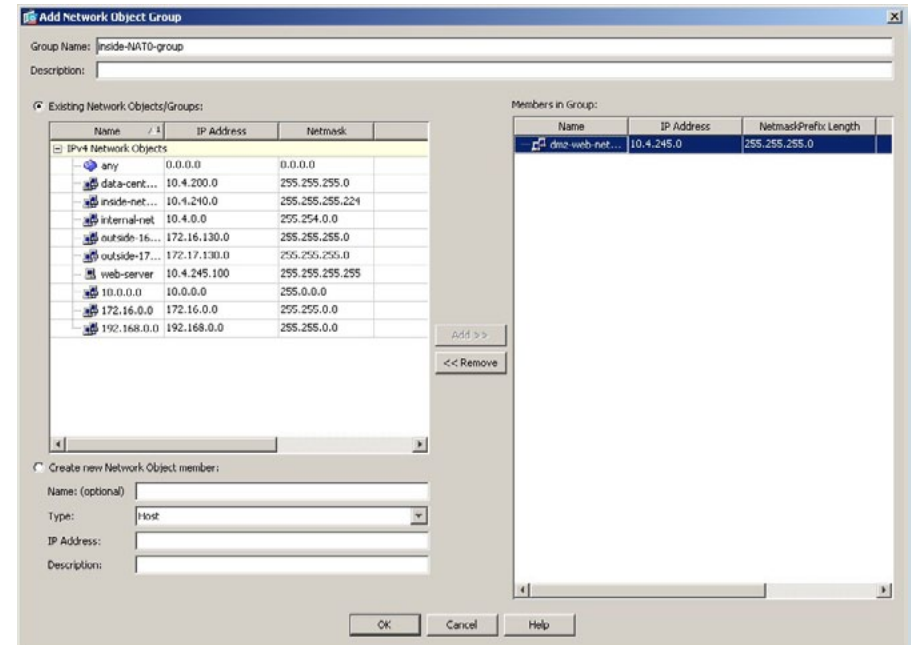 Add Network Object Group
Group Name: inside-NAT0-group
Description:
Existing Network Objects/Groups:
Name IP Address Netmask
IPv4 Network Objects
any 0.0.0.0 0.0.0.0
data-cent... 10.4.200.0 255.255.255.0
inside-net... 10.4.240.0 255.255.255.224
internal-net 10.4.0.0 255.254.0.0
outside-16... 172.16.130.0 255.255.255.0
outside-17... 172.17.130.0 255.255.255.0
web-server 10.4.245.100 255.255.255.255
10.0.0.0 10.0.0.0 255.0.0.0
172.16.0.0 172.16.0.0 255.255.0.0
192.168.0.0 192.168.0.0 255.255.0.0
Add >>
<< Remove
Members in Group:
Name IP Address Netmask/Prefix Length
dmz-web-net... 10.4.245.0 255.255.255.0
Create new Network Object member:
Name: (optional)
Type: Host
IP Address:
Description:
OK Cancel Help